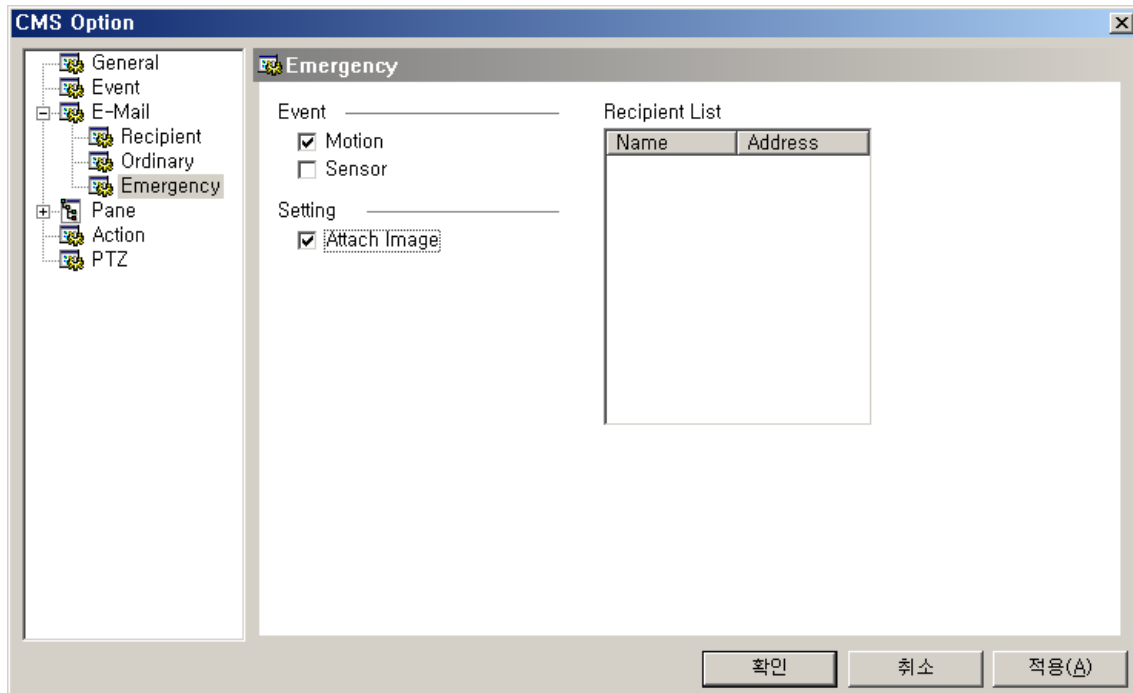 CMS Option
General
Event
E-Mail
Recipient
Ordinary
Emergency
Pane
Action
PTZ
Emergency
Event
Motion
Sensor
Setting
Attach Image
Recipient List
Name Address
확인 취소 적용(A)